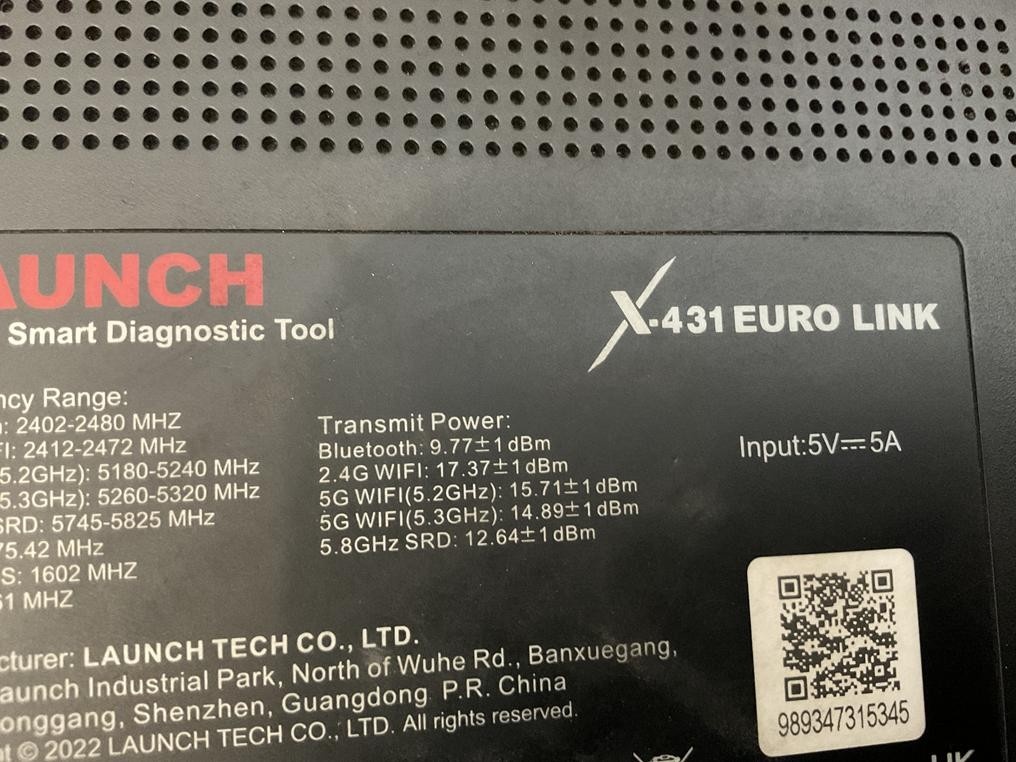 AUNCH
Smart Diagnostic Tool
X-431 EURO LINK
ncy Range:
: 2402-2480 MHZ
FI: 2412-2472 MHZ
5.2GHz): 5180-5240 MHz
5.3GHz): 5260-5320 MHz
SRD: 5745-5825 MHz
75.42 MHz
S: 1602 MHZ
61 MHZ
Transmit Power:
Bluetooth: 9.77±1dBm
2.4G WIFI: 17.37±1dBm
5G WIFI(5.2GHz): 15.71±1dBm
5G WIFI(5.3GHz): 14.89±1dBm
5.8GHz SRD: 12.64±1dBm
Input:5V⎓5A
cturer: LAUNCH TECH CO., LTD.
aunch Industrial Park, North of Wuhe Rd., Banxuegang,
onggang, Shenzhen, Guangdong P.R. China
ht © 2022 LAUNCH TECH CO., LTD. All rights reserved.
989347315345
UK